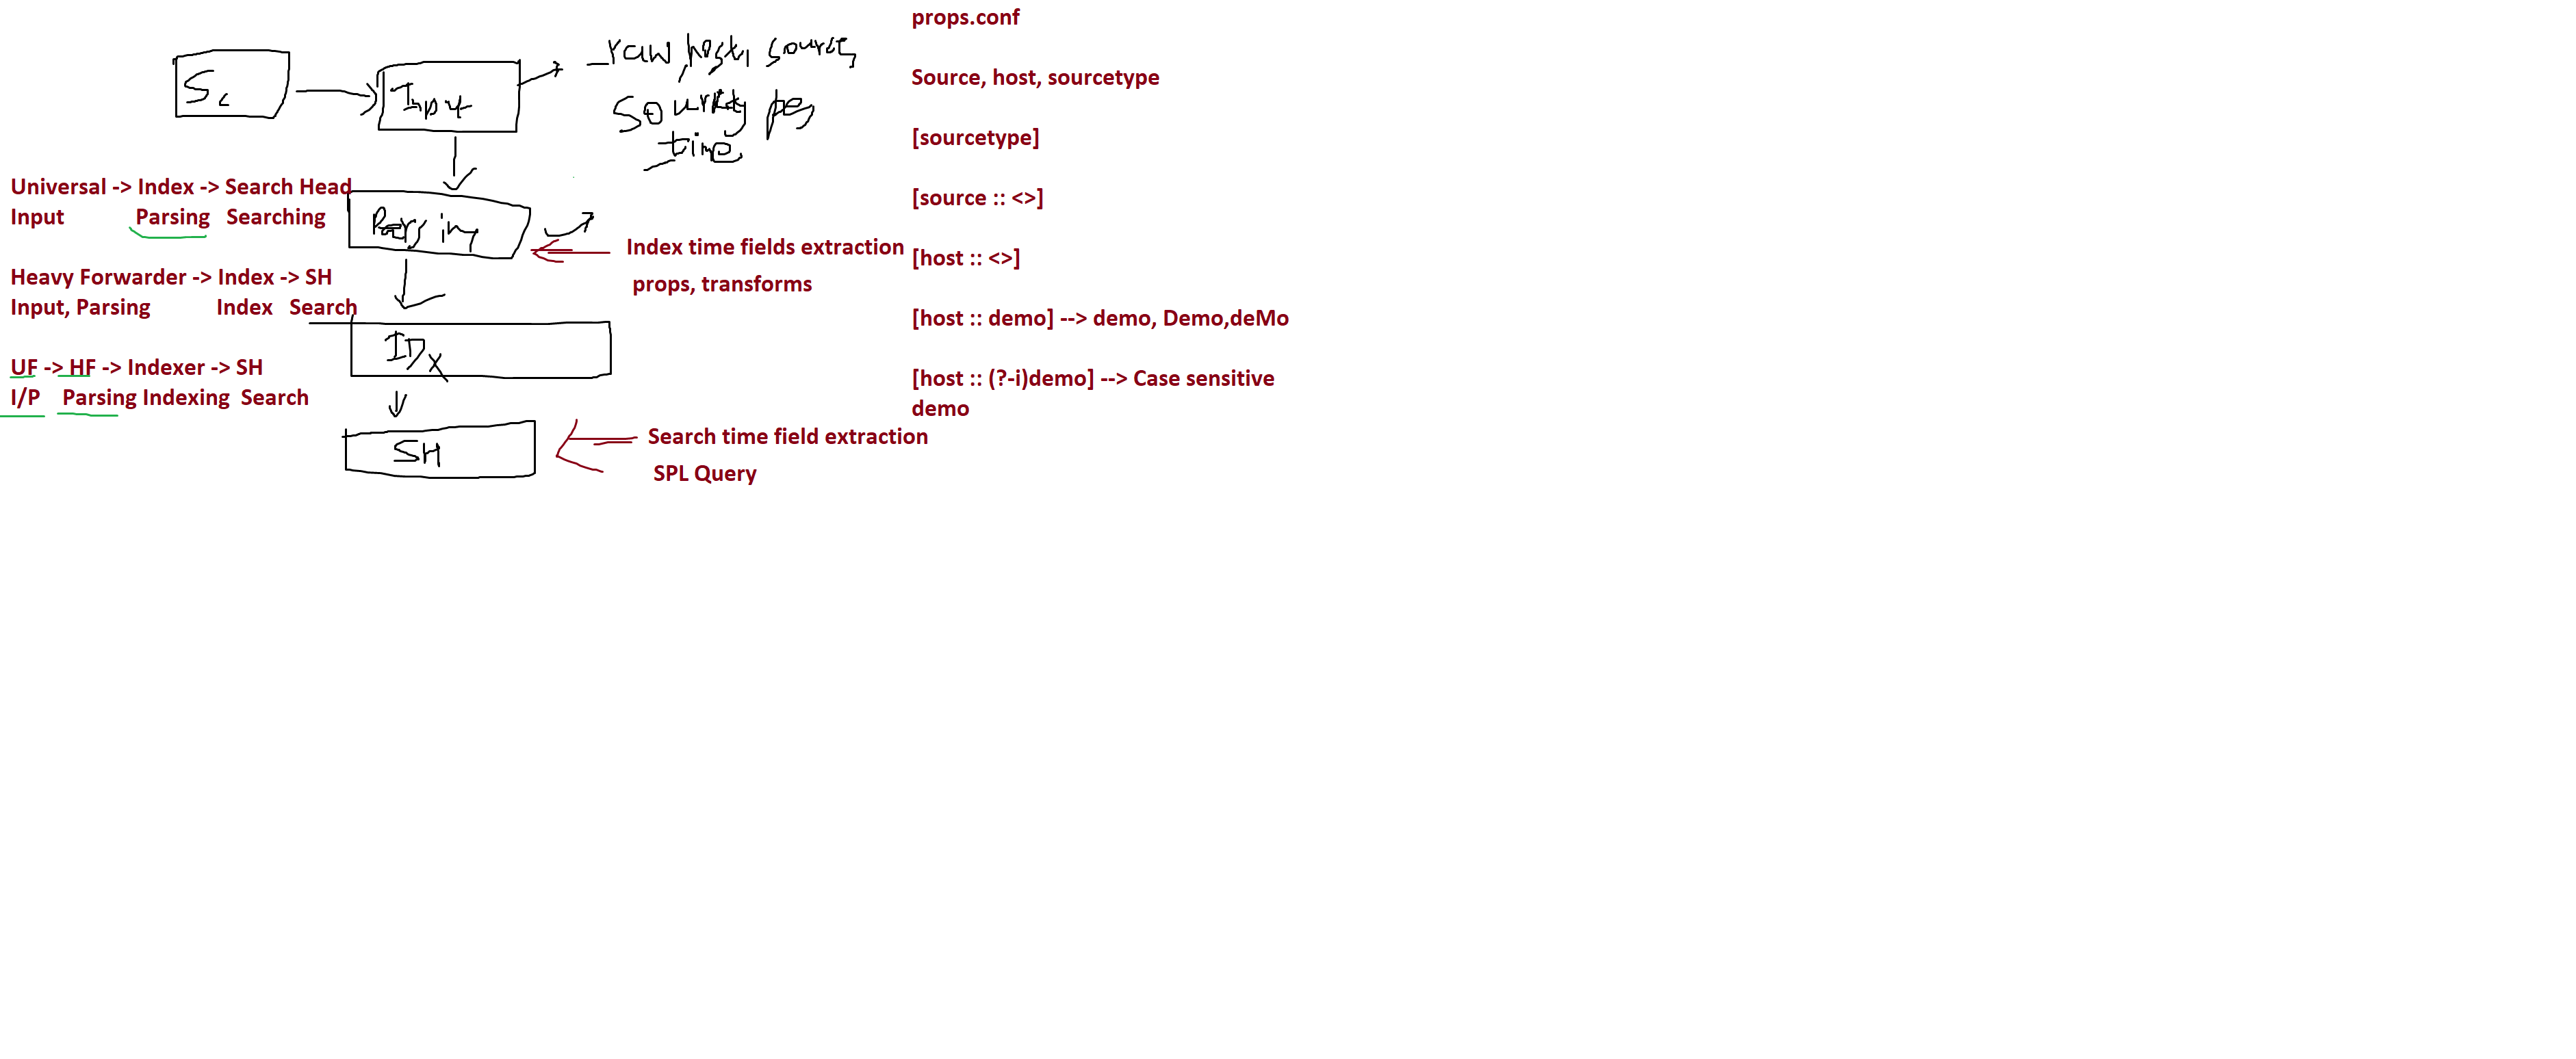 Sc
Input
_raw, host, source,
sourcetypes
_time
Parsing
IDx
SH
Universal -> Index -> Search Head
Input Parsing Searching
Heavy Forwarder -> Index -> SH
Input, Parsing Index Search
UF -> HF -> Indexer -> SH
I/P Parsing Indexing Search
Index time fields extraction
props, transforms
Search time field extraction
SPL Query
props.conf
Source, host, sourcetype
[sourcetype]
[source :: <>]
[host :: <>]
[host :: demo] --> demo, Demo,deMo
[host :: (?-i)demo] --> Case sensitive
demo